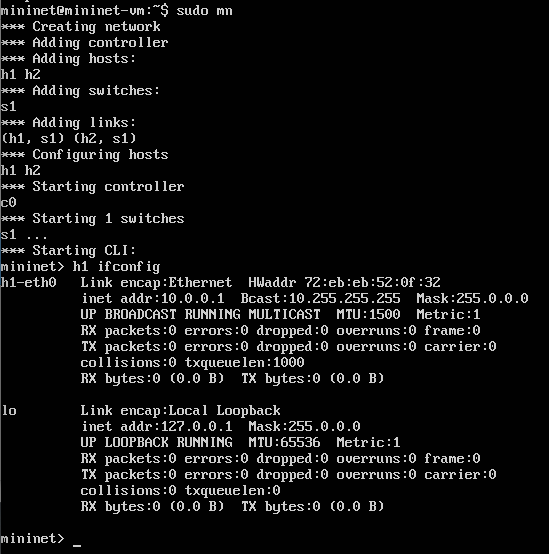 mininet@mininet-vm:~$ sudo mn
*** Creating network
*** Adding controller
*** Adding hosts:
h1 h2
*** Adding switches:
s1
*** Adding links:
(h1, s1) (h2, s1)
*** Configuring hosts
h1 h2
*** Starting controller
c0
*** Starting 1 switches
s1 ...
*** Starting CLI:
mininet> h1 ifconfig
h1-eth0   Link encap:Ethernet  HWaddr 72:eb:eb:52:0f:32
          inet addr:10.0.0.1  Bcast:10.255.255.255  Mask:255.0.0.0
          UP BROADCAST RUNNING MULTICAST  MTU:1500  Metric:1
          RX packets:0 errors:0 dropped:0 overruns:0 frame:0
          TX packets:0 errors:0 dropped:0 overruns:0 carrier:0
          collisions:0 txqueuelen:1000
          RX bytes:0 (0.0 B)  TX bytes:0 (0.0 B)

lo        Link encap:Local Loopback
          inet addr:127.0.0.1  Mask:255.0.0.0
          UP LOOPBACK RUNNING  MTU:65536  Metric:1
          RX packets:0 errors:0 dropped:0 overruns:0 frame:0
          TX packets:0 errors:0 dropped:0 overruns:0 carrier:0
          collisions:0 txqueuelen:0
          RX bytes:0 (0.0 B)  TX bytes:0 (0.0 B)

mininet> _